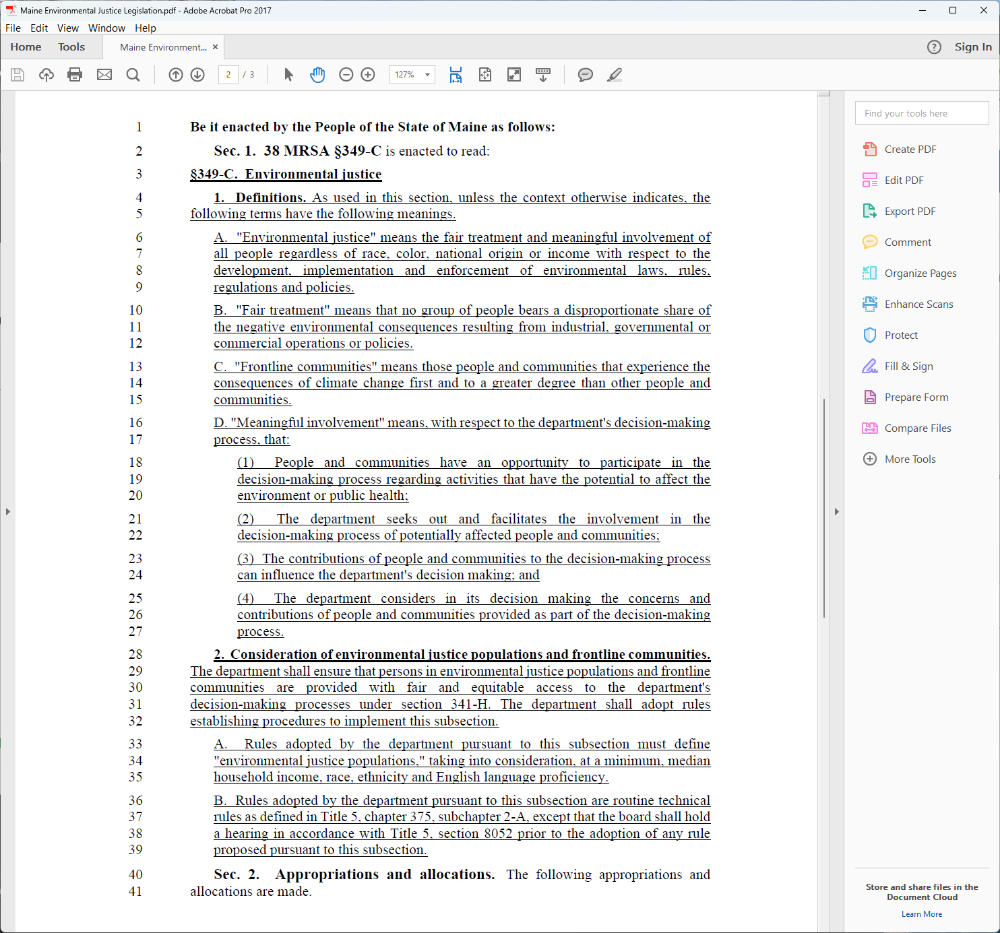 Maine Environmental Justice Legislation.pdf - Adobe Acrobat Pro 2017
File Edit View Window Help
Home Tools Maine Environment... × Sign In
2 / 3 127%
1 Be it enacted by the People of the State of Maine as follows:
2 Sec. 1. 38 MRSA §349-C is enacted to read:
3 §349-C. Environmental justice
4 1. Definitions. As used in this section, unless the context otherwise indicates, the
5 following terms have the following meanings.
6 A. "Environmental justice" means the fair treatment and meaningful involvement of
7 all people regardless of race, color, national origin or income with respect to the
8 development, implementation and enforcement of environmental laws, rules,
9 regulations and policies.
10 B. "Fair treatment" means that no group of people bears a disproportionate share of
11 the negative environmental consequences resulting from industrial, governmental or
12 commercial operations or policies.
13 C. "Frontline communities" means those people and communities that experience the
14 consequences of climate change first and to a greater degree than other people and
15 communities.
16 D. "Meaningful involvement" means, with respect to the department's decision-making
17 process, that:
18 (1) People and communities have an opportunity to participate in the
19 decision-making process regarding activities that have the potential to affect the
20 environment or public health;
21 (2) The department seeks out and facilitates the involvement in the
22 decision-making process of potentially affected people and communities;
23 (3) The contributions of people and communities to the decision-making process
24 can influence the department's decision making; and
25 (4) The department considers in its decision making the concerns and
26 contributions of people and communities provided as part of the decision-making
27 process.
28 2. Consideration of environmental justice populations and frontline communities.
29 The department shall ensure that persons in environmental justice populations and frontline
30 communities are provided with fair and equitable access to the department's
31 decision-making processes under section 341-H. The department shall adopt rules
32 establishing procedures to implement this subsection.
33 A. Rules adopted by the department pursuant to this subsection must define
34 "environmental justice populations," taking into consideration, at a minimum, median
35 household income, race, ethnicity and English language proficiency.
36 B. Rules adopted by the department pursuant to this subsection are routine technical
37 rules as defined in Title 5, chapter 375, subchapter 2-A, except that the board shall hold
38 a hearing in accordance with Title 5, section 8052 prior to the adoption of any rule
39 proposed pursuant to this subsection.
40 Sec. 2. Appropriations and allocations. The following appropriations and
41 allocations are made.
Find your tools here
Create PDF
Edit PDF
Export PDF
Comment
Organize Pages
Enhance Scans
Protect
Fill & Sign
Prepare Form
Compare Files
More Tools
Store and share files in the
Document Cloud
Learn More